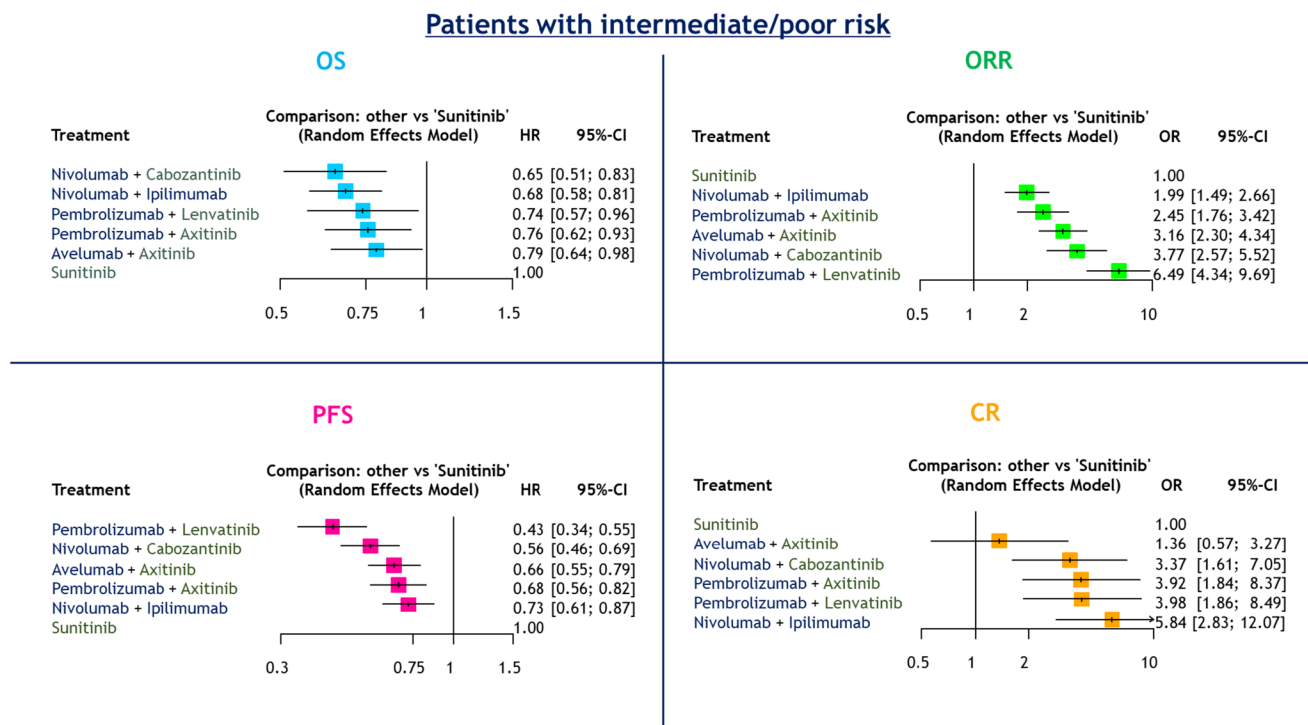 Patients with intermediate/poor risk
OS
Comparison: other vs 'Sunitinib'
Treatment (Random Effects Model) HR 95%-CI
Nivolumab + Cabozantinib 0.65 [0.51; 0.83]
Nivolumab + Ipilimumab 0.68 [0.58; 0.81]
Pembrolizumab + Lenvatinib 0.74 [0.57; 0.96]
Pembrolizumab + Axitinib 0.76 [0.62; 0.93]
Avelumab + Axitinib 0.79 [0.64; 0.98]
Sunitinib 1.00
0.5 0.75 1 1.5
ORR
Comparison: other vs 'Sunitinib'
Treatment (Random Effects Model) OR 95%-CI
Sunitinib 1.00
Nivolumab + Ipilimumab 1.99 [1.49; 2.66]
Pembrolizumab + Axitinib 2.45 [1.76; 3.42]
Avelumab + Axitinib 3.16 [2.30; 4.34]
Nivolumab + Cabozantinib 3.77 [2.57; 5.52]
Pembrolizumab + Lenvatinib 6.49 [4.34; 9.69]
0.5 1 2 10
PFS
Comparison: other vs 'Sunitinib'
Treatment (Random Effects Model) HR 95%-CI
Pembrolizumab + Lenvatinib 0.43 [0.34; 0.55]
Nivolumab + Cabozantinib 0.56 [0.46; 0.69]
Avelumab + Axitinib 0.66 [0.55; 0.79]
Pembrolizumab + Axitinib 0.68 [0.56; 0.82]
Nivolumab + Ipilimumab 0.73 [0.61; 0.87]
Sunitinib 1.00
0.3 0.75 1 1.5
CR
Comparison: other vs 'Sunitinib'
Treatment (Random Effects Model) OR 95%-CI
Sunitinib 1.00
Avelumab + Axitinib 1.36 [0.57; 3.27]
Nivolumab + Cabozantinib 3.37 [1.61; 7.05]
Pembrolizumab + Axitinib 3.92 [1.84; 8.37]
Pembrolizumab + Lenvatinib 3.98 [1.86; 8.49]
Nivolumab + Ipilimumab 5.84 [2.83; 12.07]
0.5 1 2 10